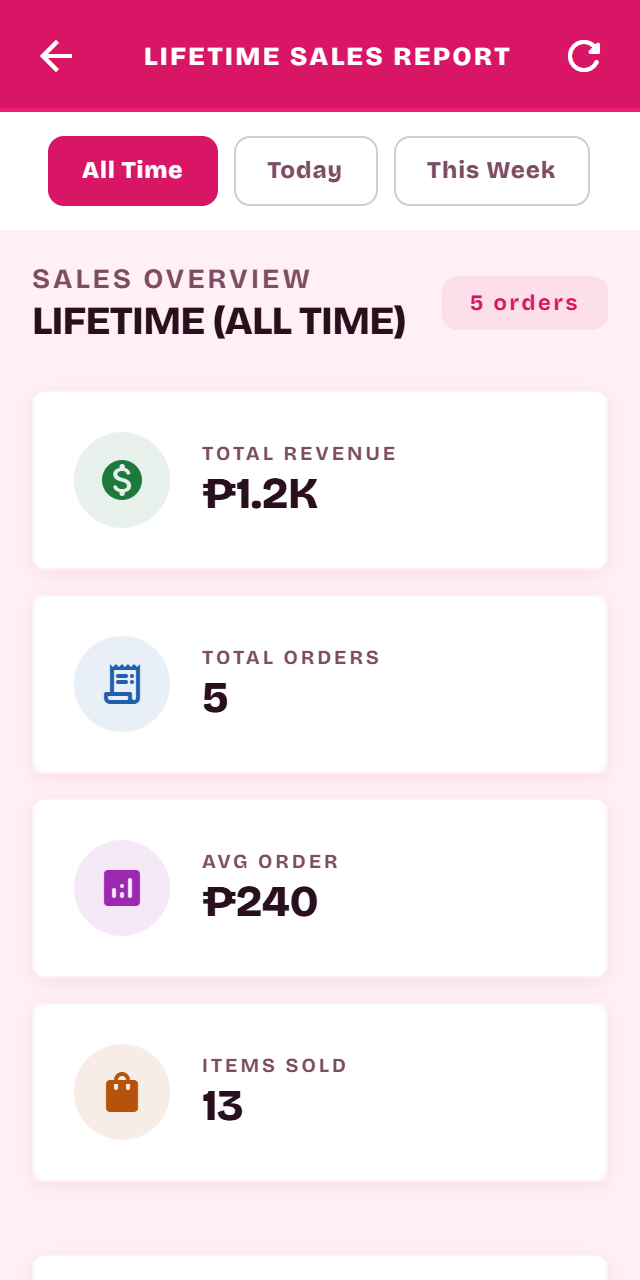 LIFETIME SALES REPORT
All Time
Today
This Week
SALES OVERVIEW
LIFETIME (ALL TIME)
5 orders
TOTAL REVENUE
₱1.2K
TOTAL ORDERS
5
AVG ORDER
₱240
ITEMS SOLD
13